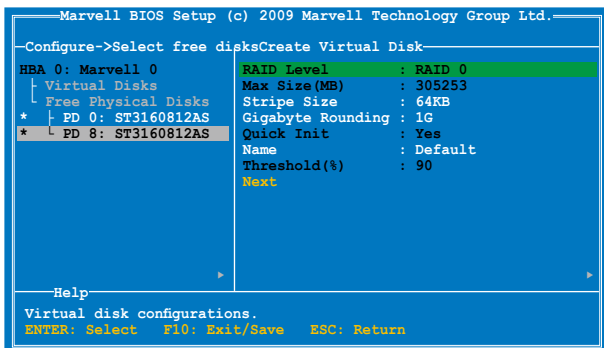 Marvell BIOS Setup (c) 2009 Marvell Technology Group Ltd.
Configure->Select free disksCreate Virtual Disk
HBA 0: Marvell 0
Virtual Disks
Free Physical Disks
* PD 0: ST3160812AS
* PD 8: ST3160812AS
RAID Level : RAID 0
Max Size(MB) : 305253
Stripe Size : 64KB
Gigabyte Rounding : 1G
Quick Init : Yes
Name : Default
Threshold(%) : 90
Next
Help
Virtual disk configurations.
ENTER: Select F10: Exit/Save ESC: Return